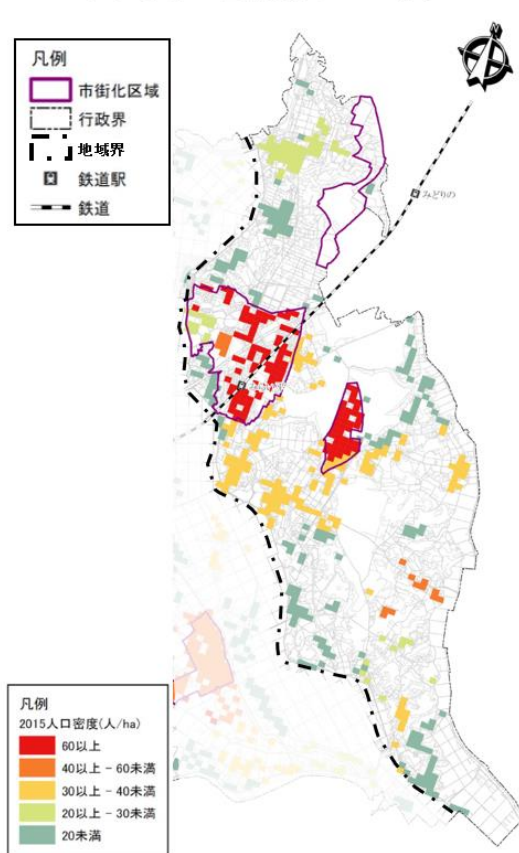 凡例
市街化区域
行政界
地域界
鉄道駅
鉄道
みどりの
凡例
2015人口密度(人/ha)
60以上
40以上 - 60未満
30以上 - 40未満
20以上 - 30未満
20未満